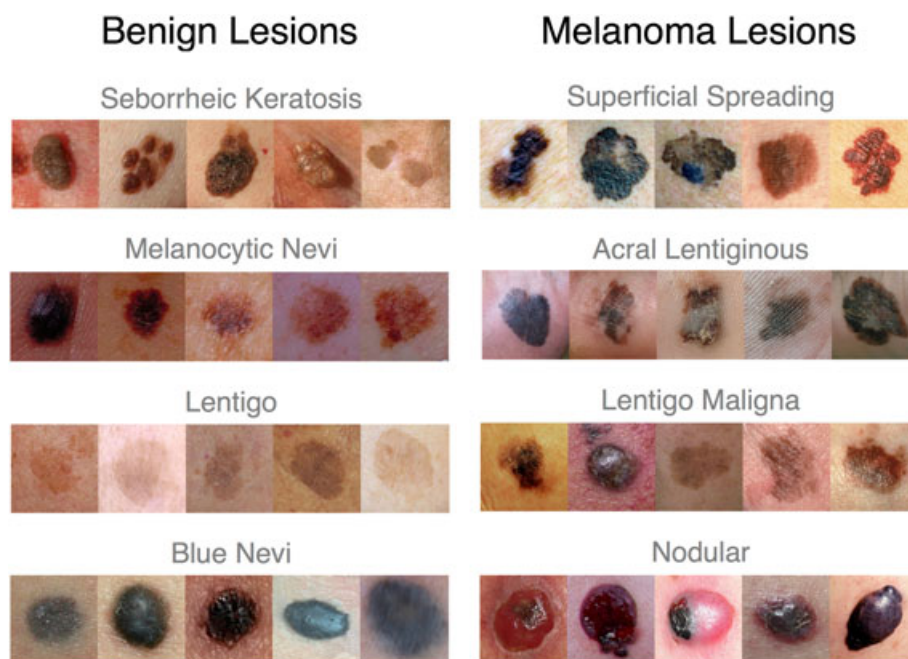 Benign Lesions
Seborrheic Keratosis
Melanocytic Nevi
Lentigo
Blue Nevi
Melanoma Lesions
Superficial Spreading
Acral Lentiginous
Lentigo Maligna
Nodular